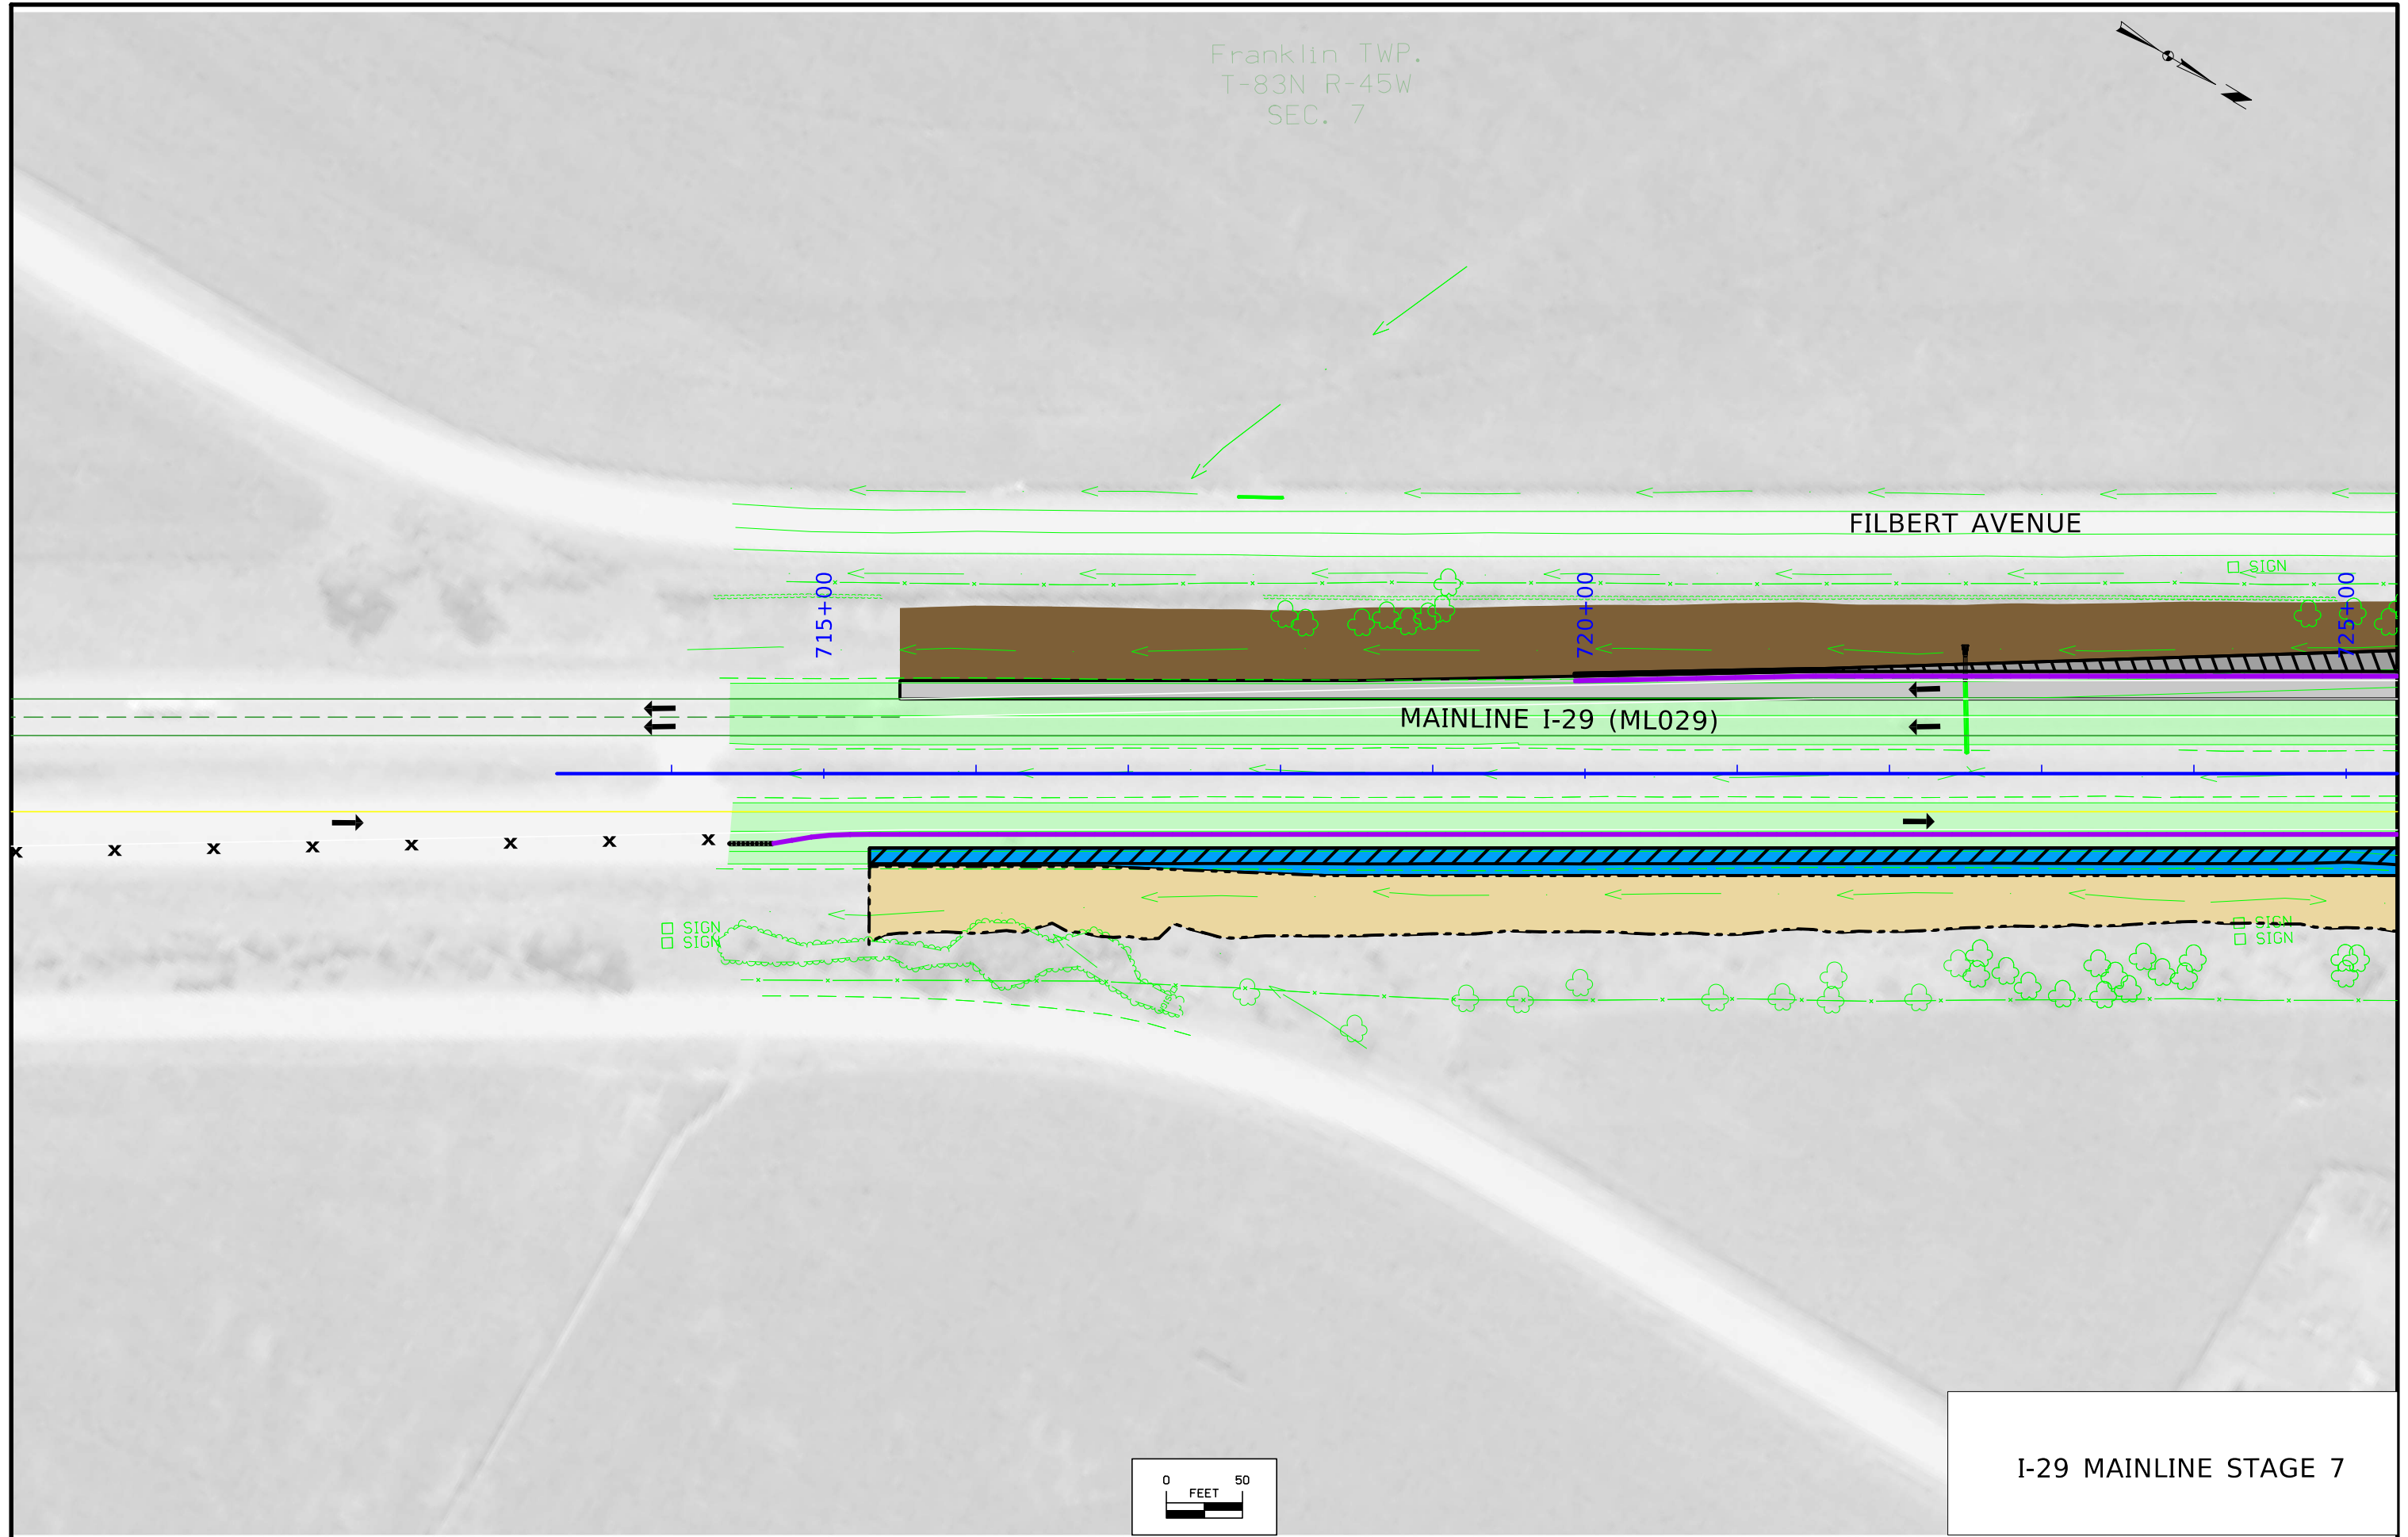 Franklin TWP.
T-83N R-45W
SEC. 7
FILBERT AVENUE
SIGN
715+00
720+00
725+00
MAINLINE I-29 (ML029)
x x x x x x x x
SIGN
SIGN
SIGN
SIGN
0 50
FEET
I-29 MAINLINE STAGE 7